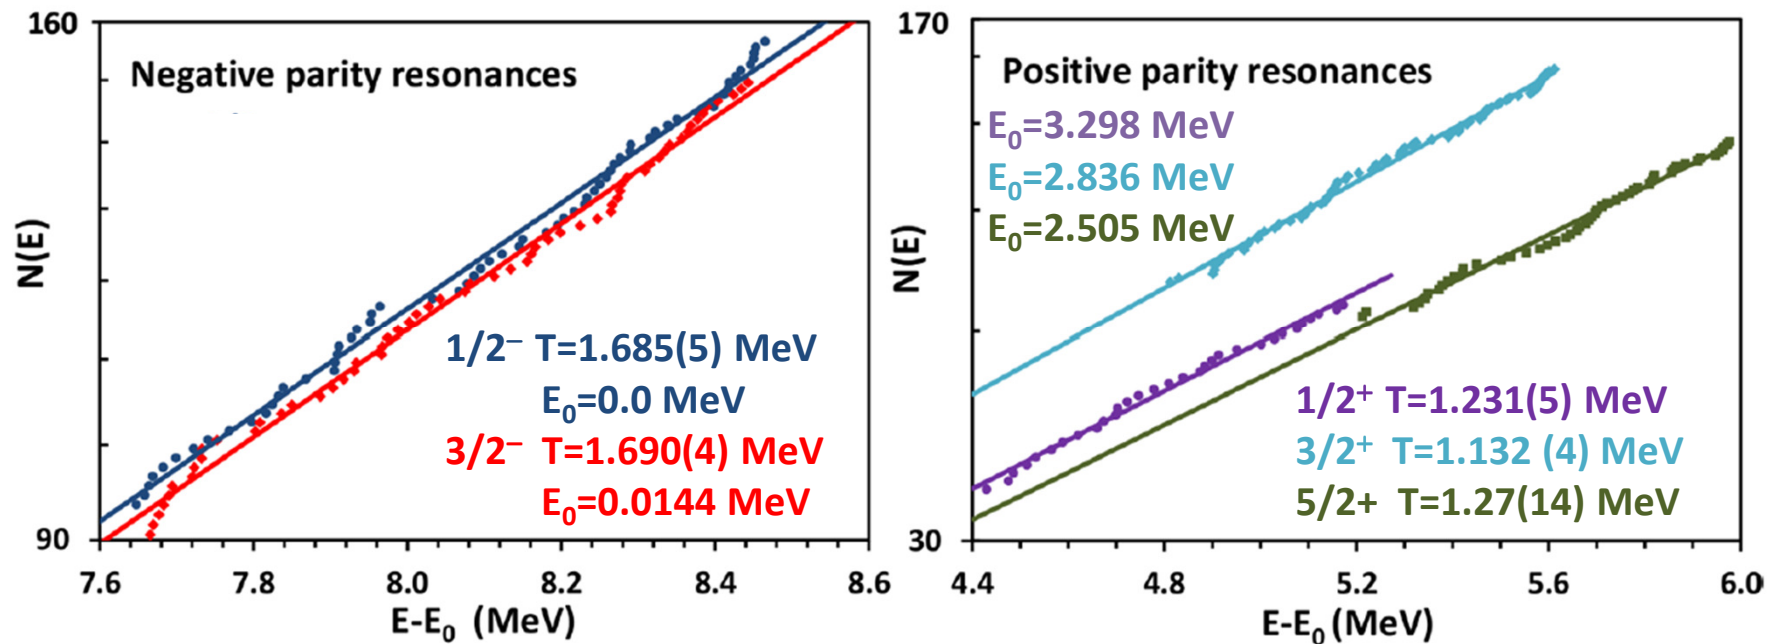 160
Negative parity resonances
N(E)
1/2⁻ T=1.685(5) MeV
E₀=0.0 MeV
3/2⁻ T=1.690(4) MeV
E₀=0.0144 MeV
90
7.6 7.8 8.0 8.2 8.4 8.6
E-E₀ (MeV)
170
Positive parity resonances
E₀=3.298 MeV
E₀=2.836 MeV
E₀=2.505 MeV
N(E)
1/2⁺ T=1.231(5) MeV
3/2⁺ T=1.132 (4) MeV
5/2+ T=1.27(14) MeV
30
4.4 4.8 5.2 5.6 6.0
E-E₀ (MeV)